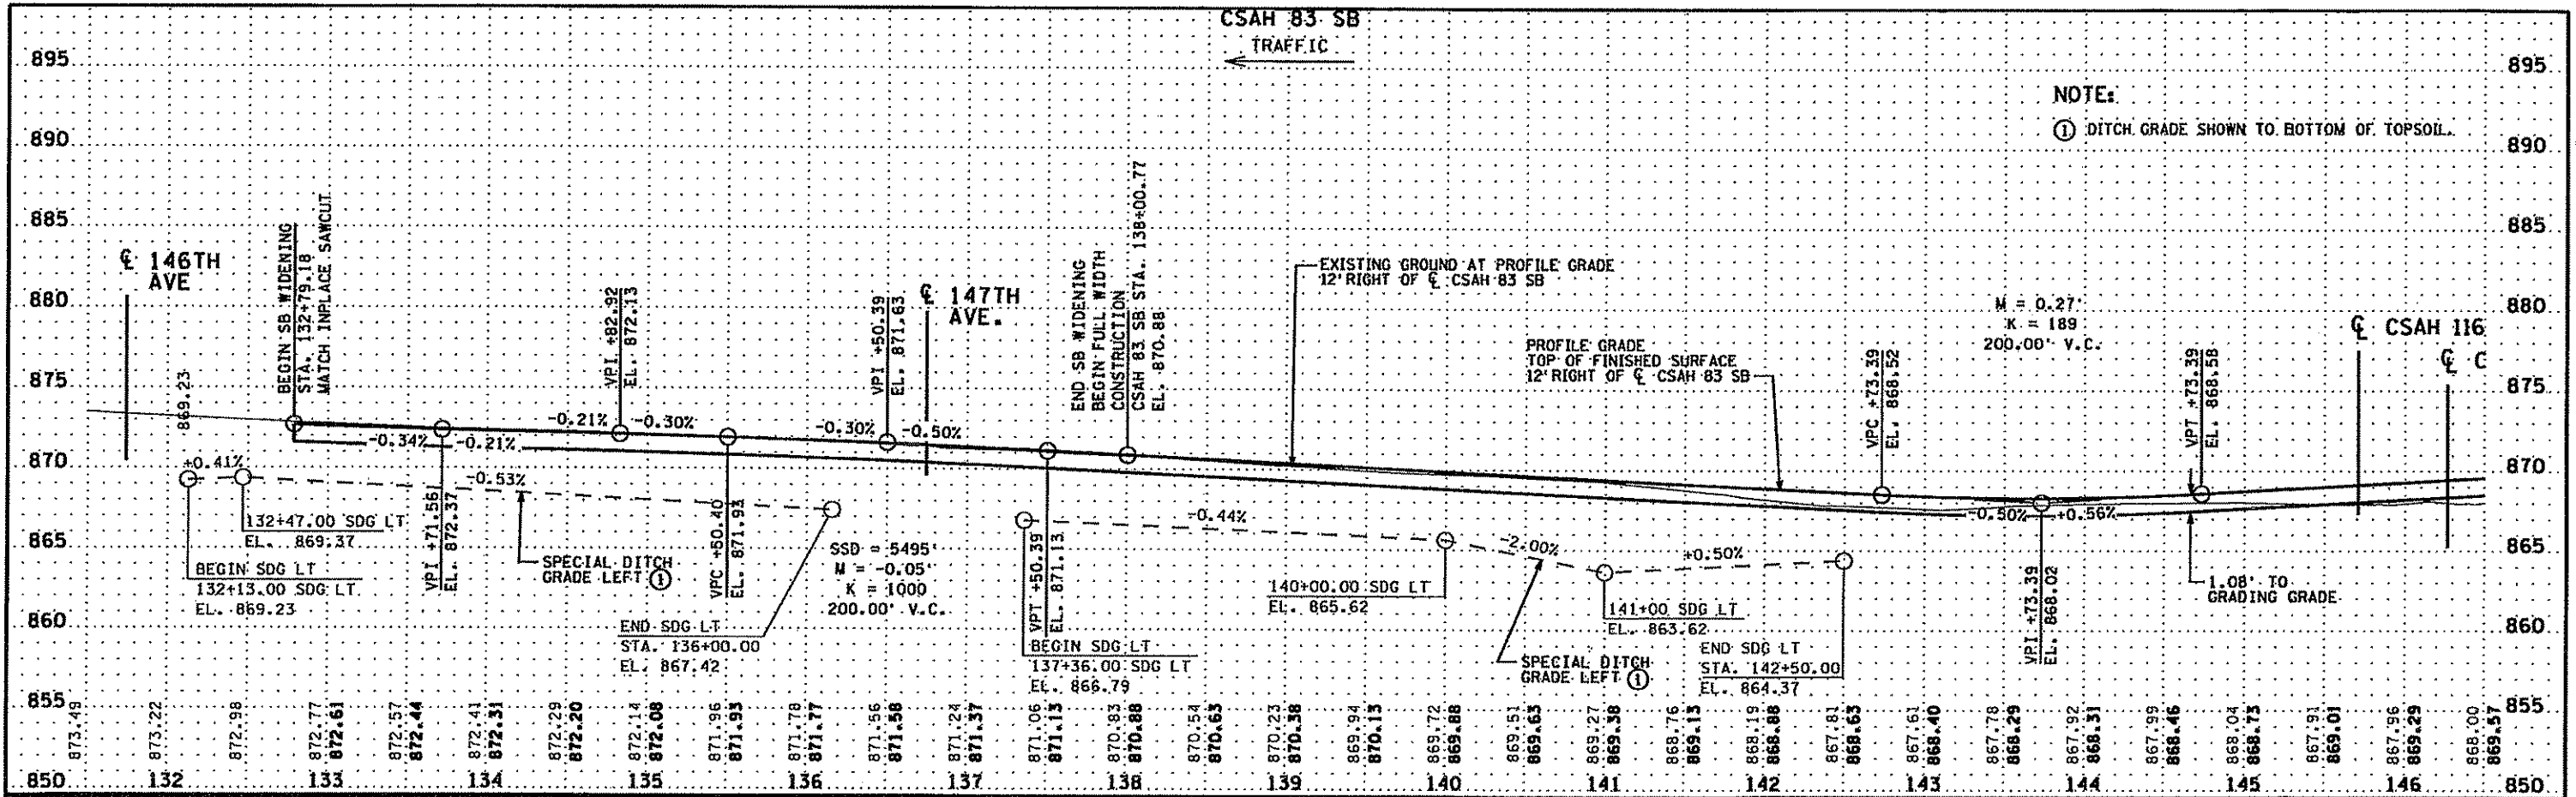 CSAH 83 SB
TRAFFIC
895
895
NOTE:
① DITCH GRADE SHOWN TO BOTTOM OF TOPSOIL.
890
890
885
885
℄ 146TH
AVE
BEGIN SB WIDENING
STA. 132+79.18
MATCH INPLACE SAWCUT
VPI +82.92
EL. 872.13
VPI +50.39
EL. 871.63
℄ 147TH
AVE.
END SB WIDENING
BEGIN FULL WIDTH
CONSTRUCTION
CSAH 83 SB STA. 138+00.77
EL. 870.88
EXISTING GROUND AT PROFILE GRADE
12' RIGHT OF ℄ CSAH 83 SB
PROFILE GRADE
TOP OF FINISHED SURFACE
12' RIGHT OF ℄ CSAH 83 SB
M = 0.27'
K = 189
200.00' V.C.
VPC +73.39
EL. 868.52
VPT +73.39
EL. 868.58
℄ CSAH 116
℄ C
880
880
875
875
869.23
870
870
-0.34%
-0.21%
-0.21%
-0.30%
-0.30%
-0.50%
-0.50%
+0.56%
+0.41%
-0.53%
-0.44%
-2.00%
+0.50%
865
865
132+47.00 SDG LT
EL. 869.37
BEGIN SDG LT
132+13.00 SDG LT
EL. 869.23
VPI +71.56
EL. 872.37
SPECIAL DITCH
GRADE LEFT ①
VPC +50.40
EL. 871.93
END SDG LT
STA. 136+00.00
EL. 867.42
SSD = 5495'
M = -0.05'
K = 1000
200.00' V.C.
VPT +50.39
EL. 871.13
BEGIN SDG LT
137+36.00 SDG LT
EL. 866.79
140+00.00 SDG LT
EL. 865.62
SPECIAL DITCH
GRADE LEFT ①
141+00 SDG LT
EL. 863.62
END SDG LT
STA. 142+50.00
EL. 864.37
VPI +73.39
EL. 868.02
1.08' TO
GRADING GRADE
860
860
855
855
873.49
873.22
872.98
872.77
872.61
872.57
872.44
872.41
872.31
872.29
872.20
872.14
872.08
871.96
871.93
871.78
871.77
871.56
871.58
871.24
871.37
871.06
871.13
870.83
870.88
870.54
870.63
870.23
870.38
869.94
870.13
869.72
869.88
869.51
869.63
869.27
869.38
868.76
869.13
868.19
868.88
867.81
868.63
867.61
868.40
867.78
868.29
867.92
868.31
867.99
868.46
868.04
868.73
867.91
869.01
867.96
869.29
868.00
869.57
850 132 133 134 135 136 137 138 139 140 141 142 143 144 145 146 850